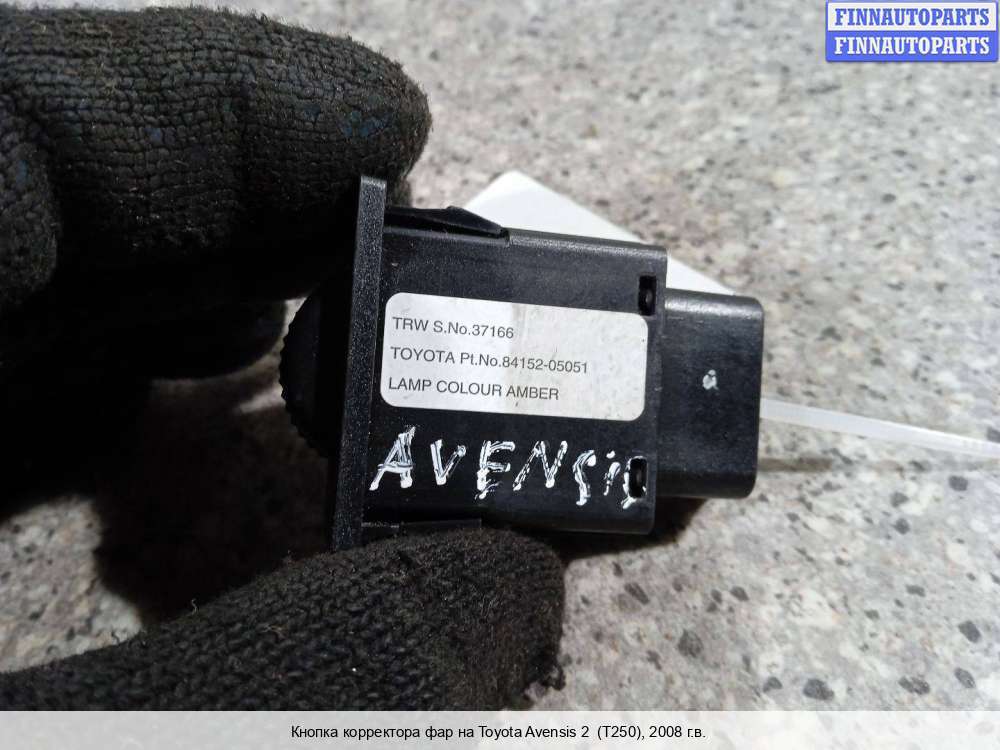 FINNAUTOPARTS
FINNAUTOPARTS
TRW S.No.37166
TOYOTA Pt.No.84152-05051
LAMP COLOUR AMBER
AVENSiS
Кнопка корректора фар на Toyota Avensis 2 (T250), 2008 г.в.